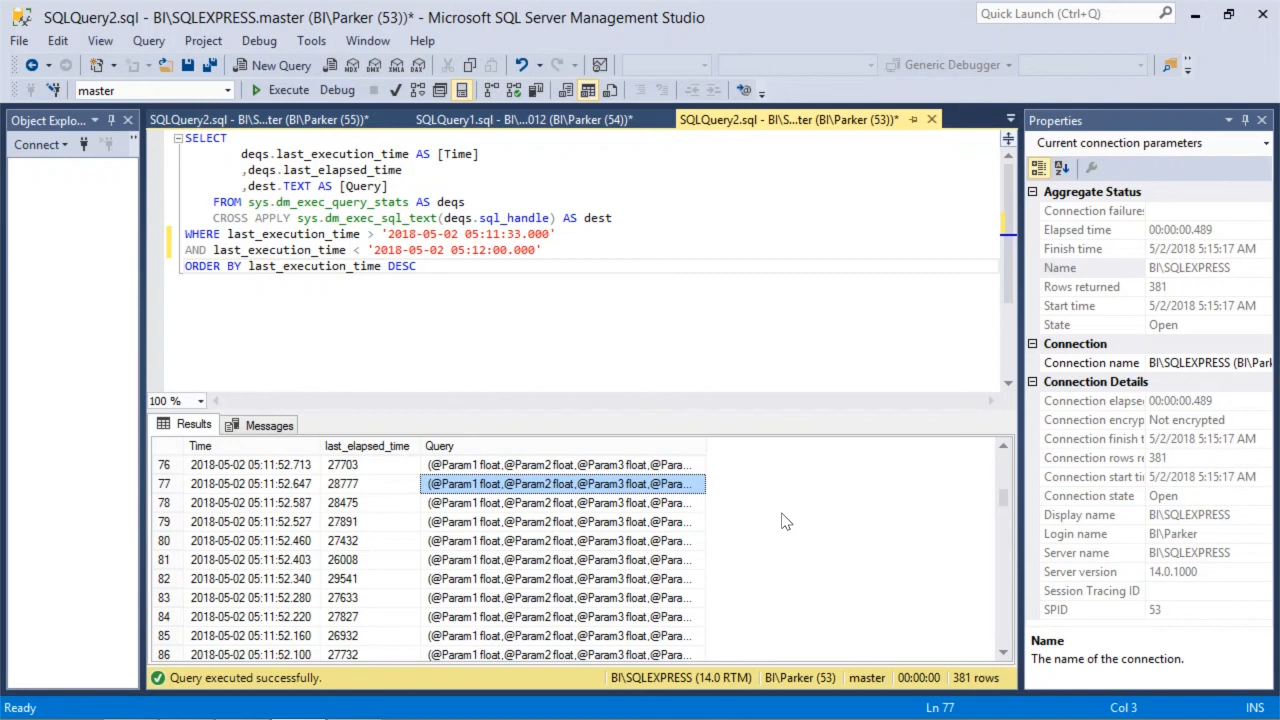 SQLQuery2.sql - BI\SQLEXPRESS.master (BI\Parker (53))* - Microsoft SQL Server Management Studio
Quick Launch (Ctrl+Q)
File Edit View Query Project Debug Tools Window Help
New Query
MDX DMX XMLA DAX
Generic Debugger
master
Execute Debug
Object Explo...
SQLQuery2.sql - BI\S...ter (BI\Parker (55))*
SQLQuery1.sql - BI\...012 (BI\Parker (54))*
SQLQuery2.sql - BI\S...ter (BI\Parker (53))*
Connect
SELECT
deqs.last_execution_time AS [Time]
,deqs.last_elapsed_time
,dest.TEXT AS [Query]
FROM sys.dm_exec_query_stats AS deqs
CROSS APPLY sys.dm_exec_sql_text(deqs.sql_handle) AS dest
WHERE last_execution_time > '2018-05-02 05:11:33.000'
AND last_execution_time < '2018-05-02 05:12:00.000'
ORDER BY last_execution_time DESC
100 %
Results Messages
Time last_elapsed_time Query
76 2018-05-02 05:11:52.713 27703 (@Param1 float,@Param2 float,@Param3 float,@Para...
77 2018-05-02 05:11:52.647 28777 (@Param1 float,@Param2 float,@Param3 float,@Para...
78 2018-05-02 05:11:52.587 28475 (@Param1 float,@Param2 float,@Param3 float,@Para...
79 2018-05-02 05:11:52.527 27891 (@Param1 float,@Param2 float,@Param3 float,@Para...
80 2018-05-02 05:11:52.460 27432 (@Param1 float,@Param2 float,@Param3 float,@Para...
81 2018-05-02 05:11:52.403 26008 (@Param1 float,@Param2 float,@Param3 float,@Para...
82 2018-05-02 05:11:52.340 29541 (@Param1 float,@Param2 float,@Param3 float,@Para...
83 2018-05-02 05:11:52.280 27633 (@Param1 float,@Param2 float,@Param3 float,@Para...
84 2018-05-02 05:11:52.220 27827 (@Param1 float,@Param2 float,@Param3 float,@Para...
85 2018-05-02 05:11:52.160 26932 (@Param1 float,@Param2 float,@Param3 float,@Para...
86 2018-05-02 05:11:52.100 27732 (@Param1 float,@Param2 float,@Param3 float,@Para...
Query executed successfully.
BI\SQLEXPRESS (14.0 RTM) BI\Parker (53) master 00:00:00 381 rows
Properties
Current connection parameters
Aggregate Status
Connection failures
Elapsed time 00:00:00.489
Finish time 5/2/2018 5:15:17 AM
Name BI\SQLEXPRESS
Rows returned 381
Start time 5/2/2018 5:15:17 AM
State Open
Connection
Connection name BI\SQLEXPRESS (BI\Park
Connection Details
Connection elapse 00:00:00.489
Connection encryp Not encrypted
Connection finish t 5/2/2018 5:15:17 AM
Connection rows re 381
Connection start ti 5/2/2018 5:15:17 AM
Connection state Open
Display name BI\SQLEXPRESS
Login name BI\Parker
Server name BI\SQLEXPRESS
Server version 14.0.1000
Session Tracing ID
SPID 53
Name
The name of the connection.
Ready Ln 77 Col 3 INS